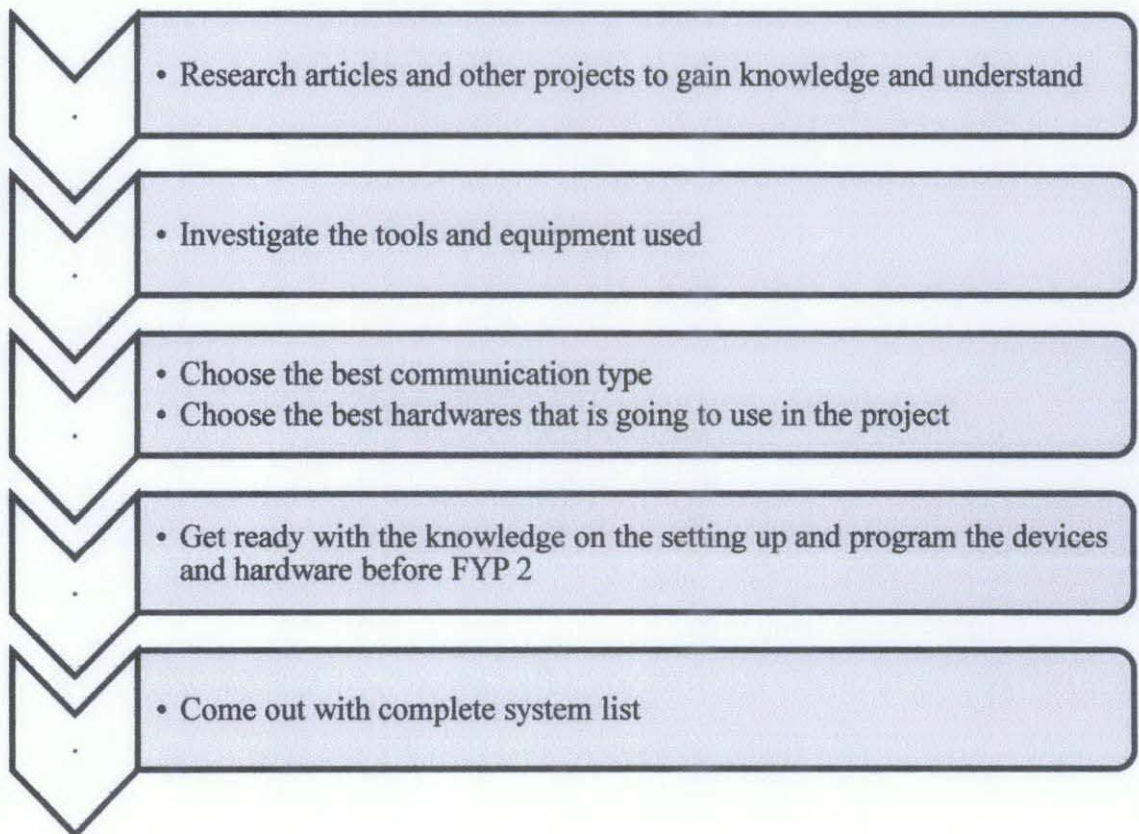 • Research articles and other projects to gain knowledge and understand
• Investigate the tools and equipment used
• Choose the best communication type
• Choose the best hardwares that is going to use in the project
• Get ready with the knowledge on the setting up and program the devices
and hardware before FYP 2
• Come out with complete system list